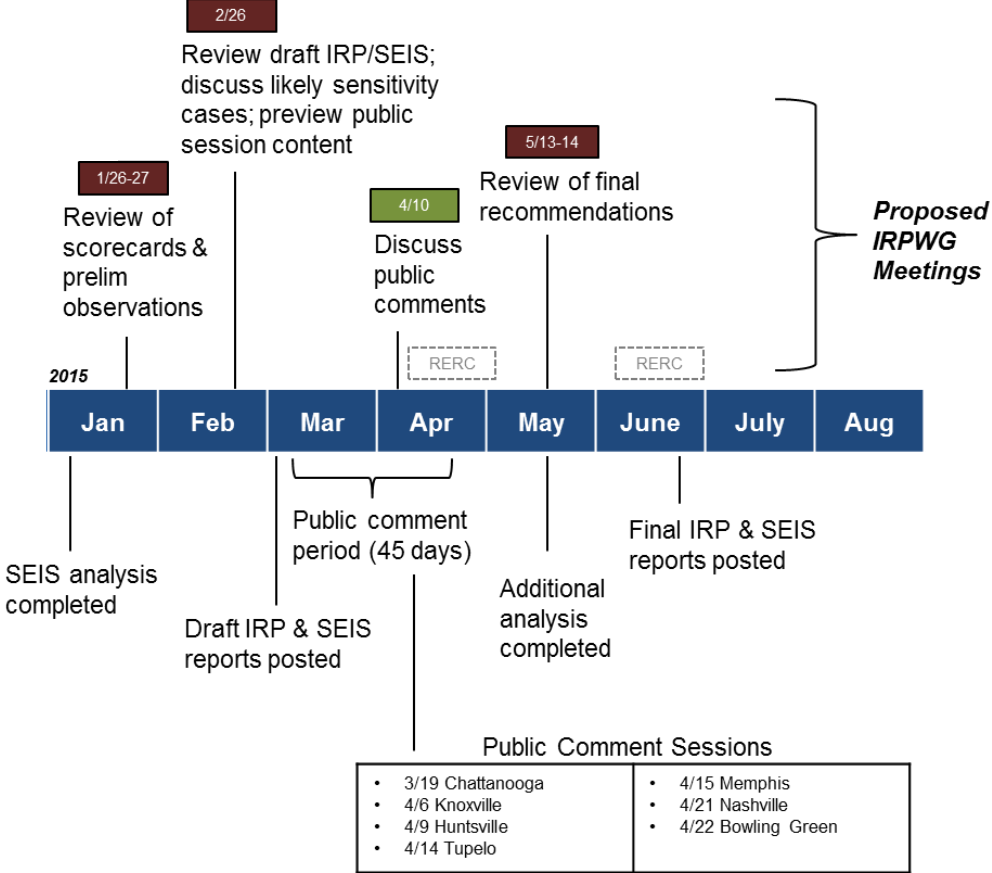 2/26
Review draft IRP/SEIS;
discuss likely sensitivity
cases; preview public
session content
1/26-27
Review of
scorecards &
prelim
observations
4/10
Discuss
public
comments
5/13-14
Review of final
recommendations
Proposed
IRPWG
Meetings
RERC
RERC
2015
Jan Feb Mar Apr May June July Aug
SEIS analysis
completed
Draft IRP & SEIS
reports posted
Public comment
period (45 days)
Additional
analysis
completed
Final IRP & SEIS
reports posted
Public Comment Sessions
• 3/19 Chattanooga
• 4/6 Knoxville
• 4/9 Huntsville
• 4/14 Tupelo
• 4/15 Memphis
• 4/21 Nashville
• 4/22 Bowling Green